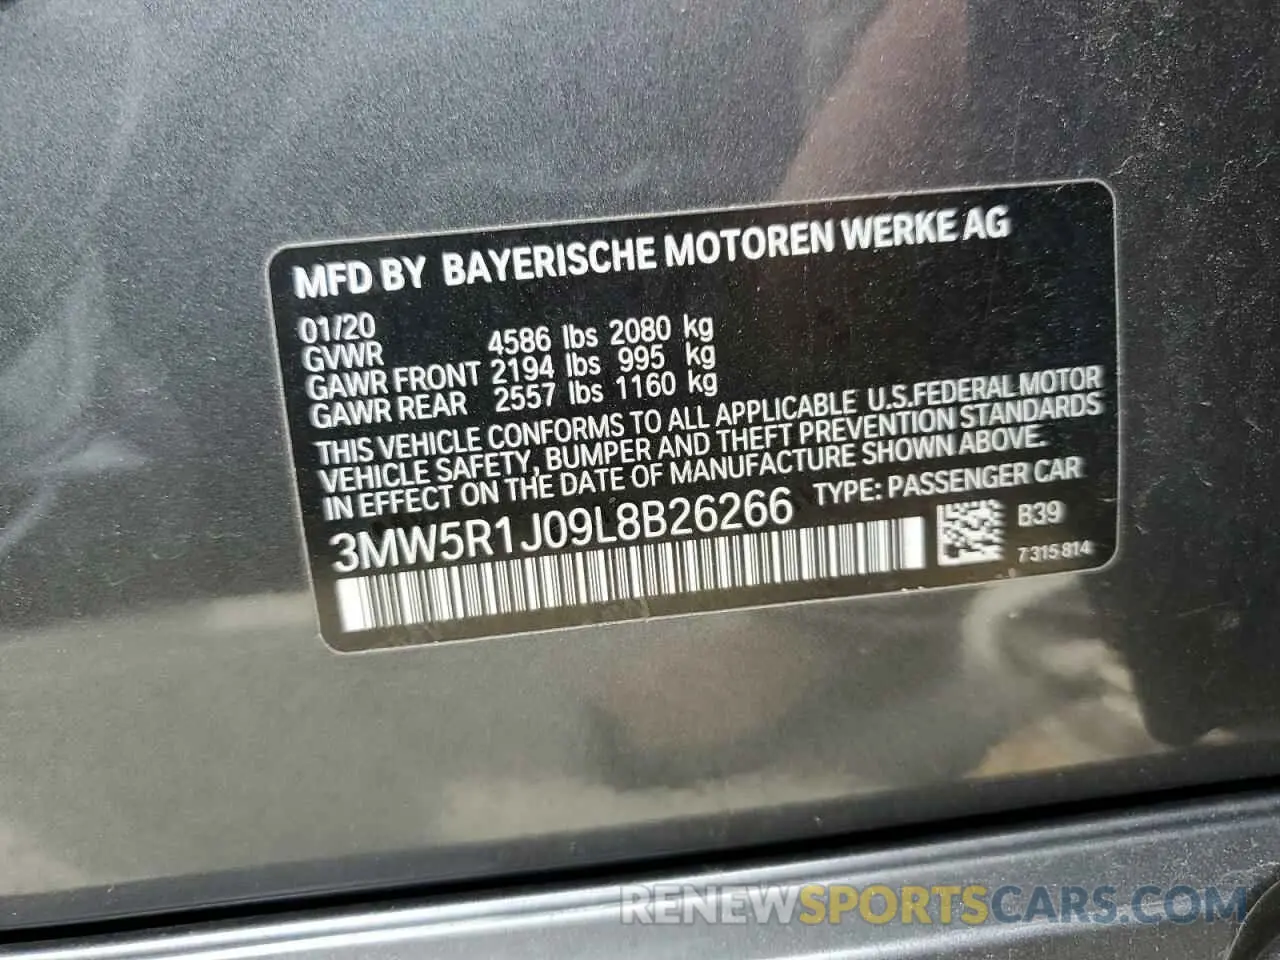 MFD BY BAYERISCHE MOTOREN WERKE AG
01/20
GVWR 4586 lbs 2080 kg
GAWR FRONT 2194 lbs 995 kg
GAWR REAR 2557 lbs 1160 kg
THIS VEHICLE CONFORMS TO ALL APPLICABLE U.S.FEDERAL MOTOR
VEHICLE SAFETY, BUMPER AND THEFT PREVENTION STANDARDS
IN EFFECT ON THE DATE OF MANUFACTURE SHOWN ABOVE.
3MW5R1J09L8B26266 TYPE: PASSENGER CAR
B39
7 315 814
RENEWSPORTSCARS.COM